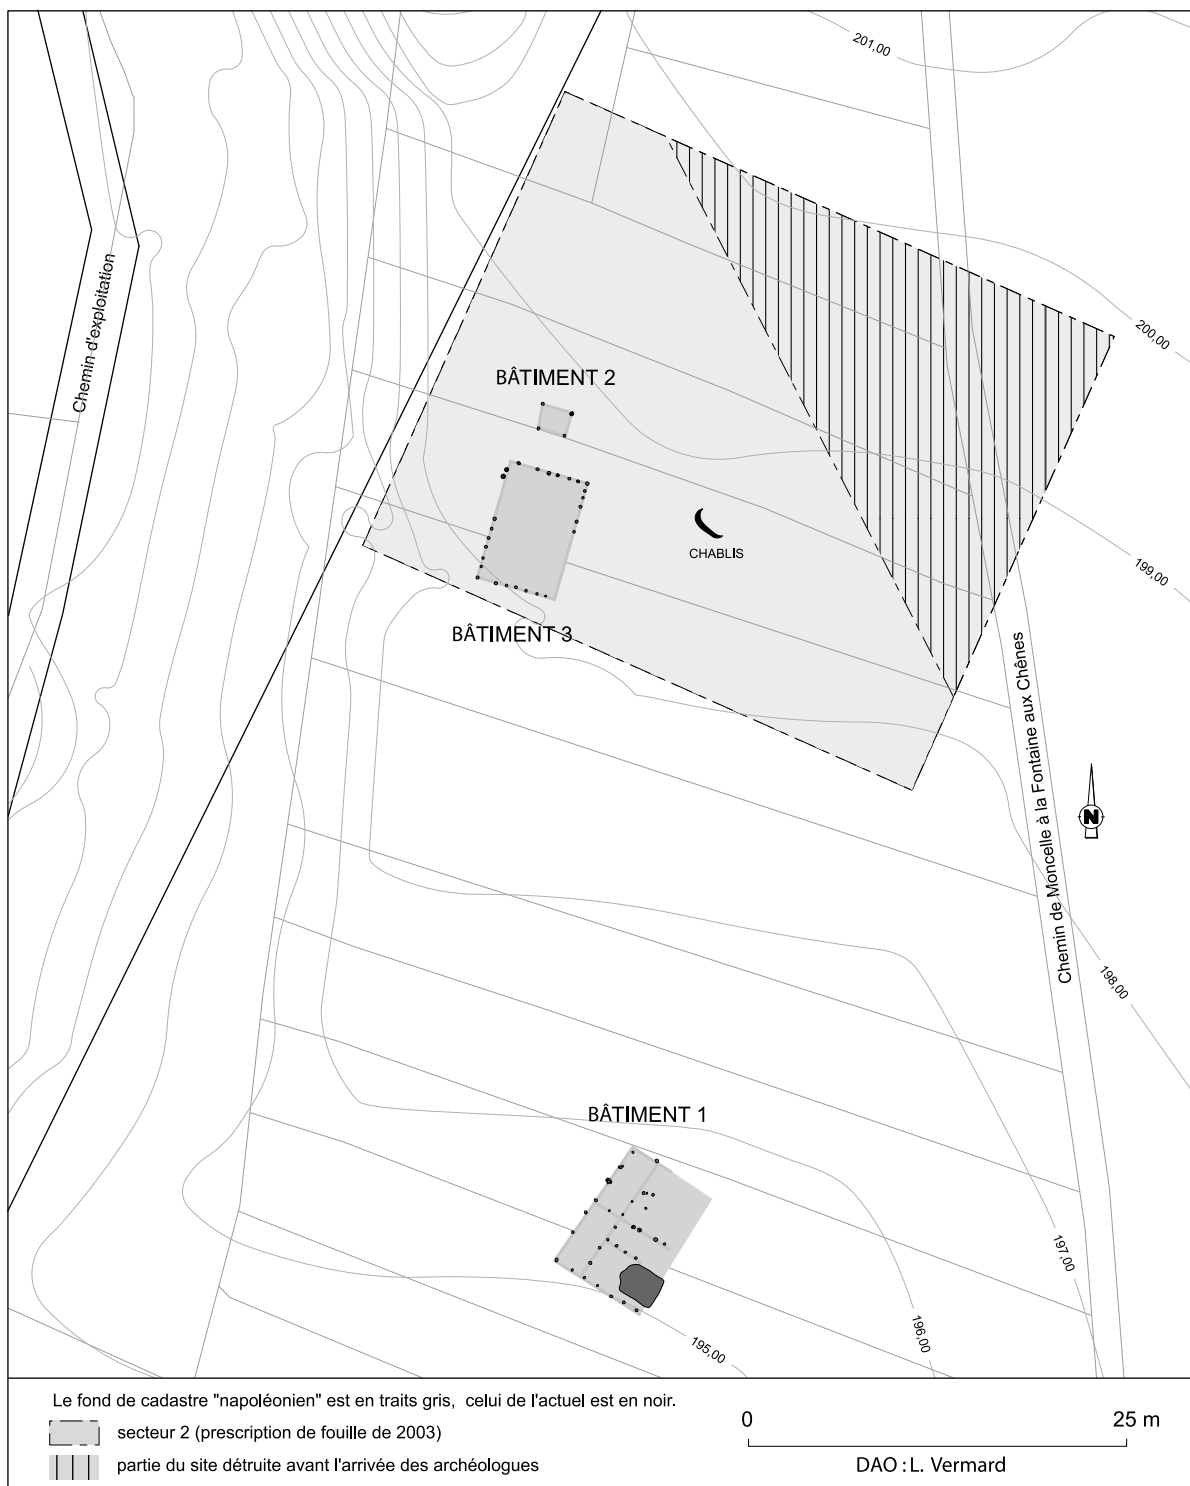 201,00
Chemin d'exploitation
200,00
BÂTIMENT 2
CHABLIS
199,00
BÂTIMENT 3
Chemin de Moncelle à la Fontaine aux Chênes
N
198,00
BÂTIMENT 1
197,00
196,00
195,00
Le fond de cadastre "napoléonien" est en traits gris, celui de l'actuel est en noir.
secteur 2 (prescription de fouille de 2003)
partie du site détruite avant l'arrivée des archéologues
0 25 m
DAO : L. Vermard